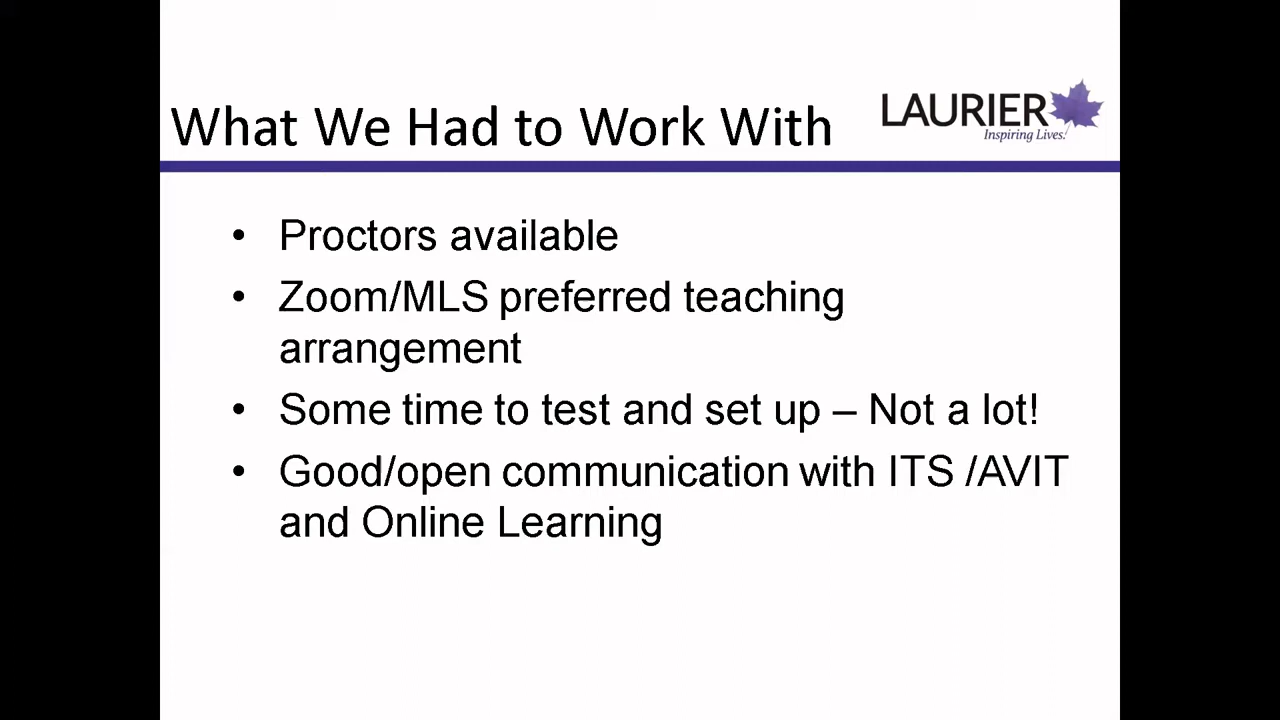 What We Had to Work With
LAURIER
Inspiring Lives.
• Proctors available
• Zoom/MLS preferred teaching
arrangement
• Some time to test and set up – Not a lot!
• Good/open communication with ITS /AVIT
and Online Learning